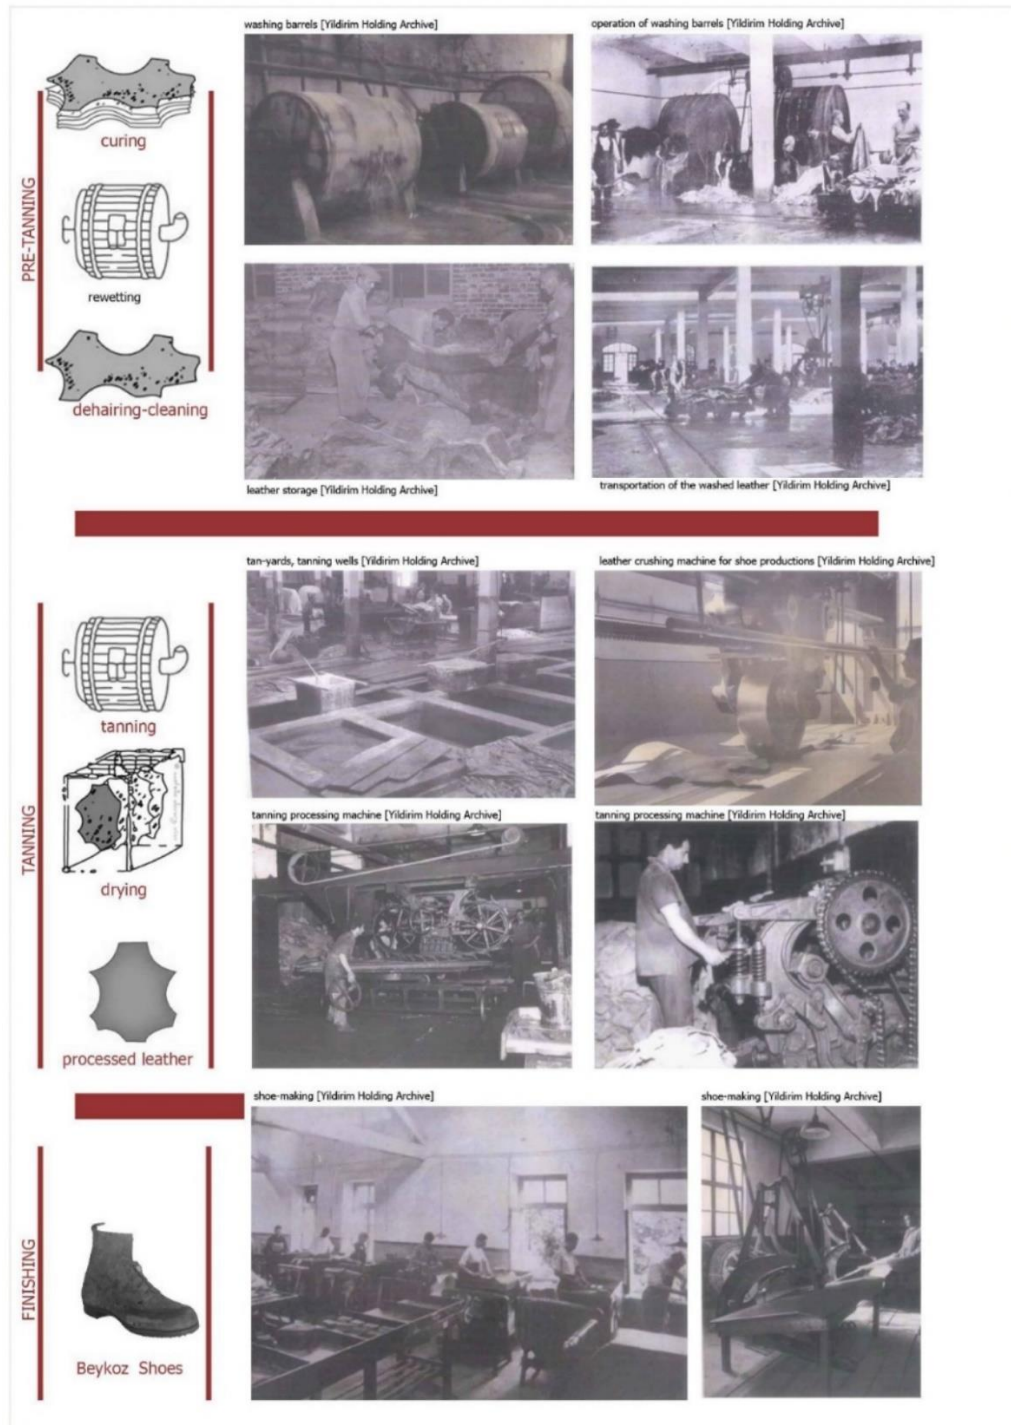 washing barrels [Yildirim Holding Archive]
operation of washing barrels [Yildirim Holding Archive]
PRE-TANNING
curing
rewetting
dehairing-cleaning
leather storage [Yildirim Holding Archive]
transportation of the washed leather [Yildirim Holding Archive]
tan-yards, tanning wells [Yildirim Holding Archive]
leather crushing machine for shoe productions [Yildirim Holding Archive]
TANNING
tanning
drying
processed leather
tanning processing machine [Yildirim Holding Archive]
tanning processing machine [Yildirim Holding Archive]
shoe-making [Yildirim Holding Archive]
shoe-making [Yildirim Holding Archive]
FINISHING
Beykoz Shoes